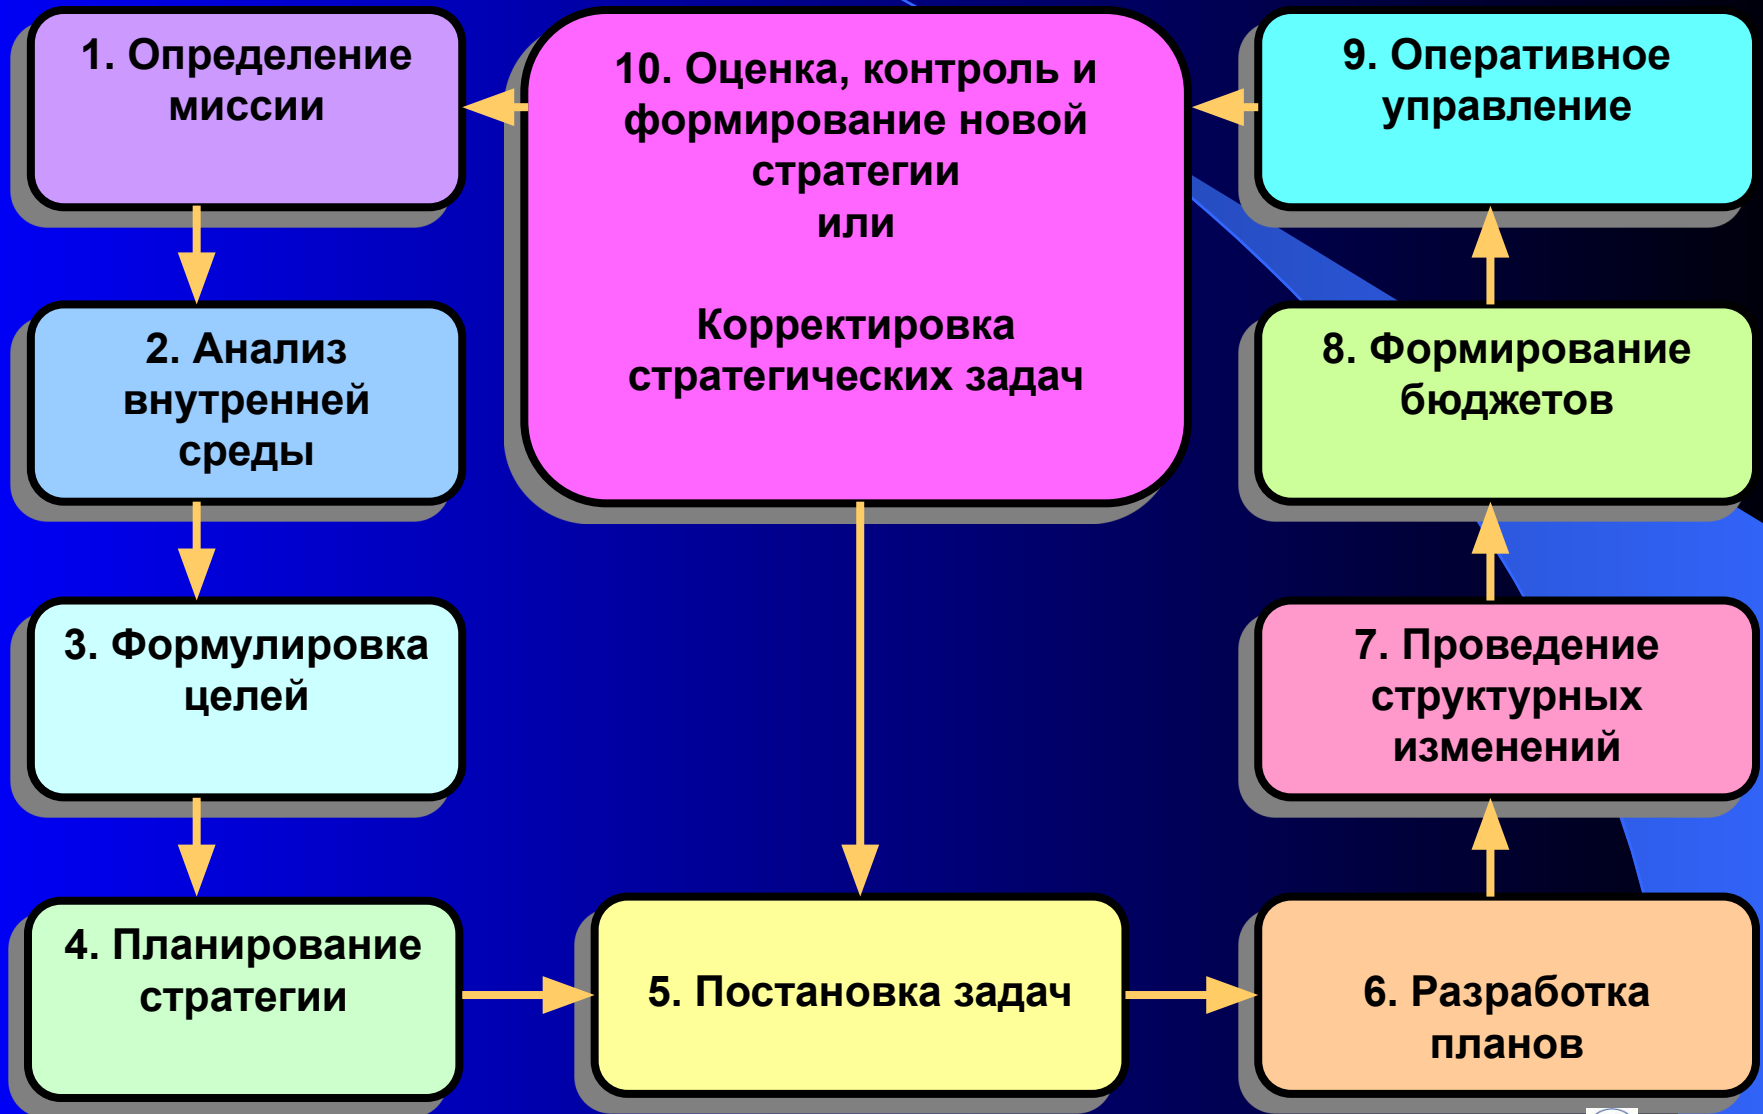 1. Определение
миссии
2. Анализ
внутренней
среды
3. Формулировка
целей
4. Планирование
стратегии
5. Постановка задач
6. Разработка
планов
7. Проведение
структурных
изменений
8. Формирование
бюджетов
9. Оперативное
управление
10. Оценка, контроль и
формирование новой
стратегии
или
Корректировка
стратегических задач